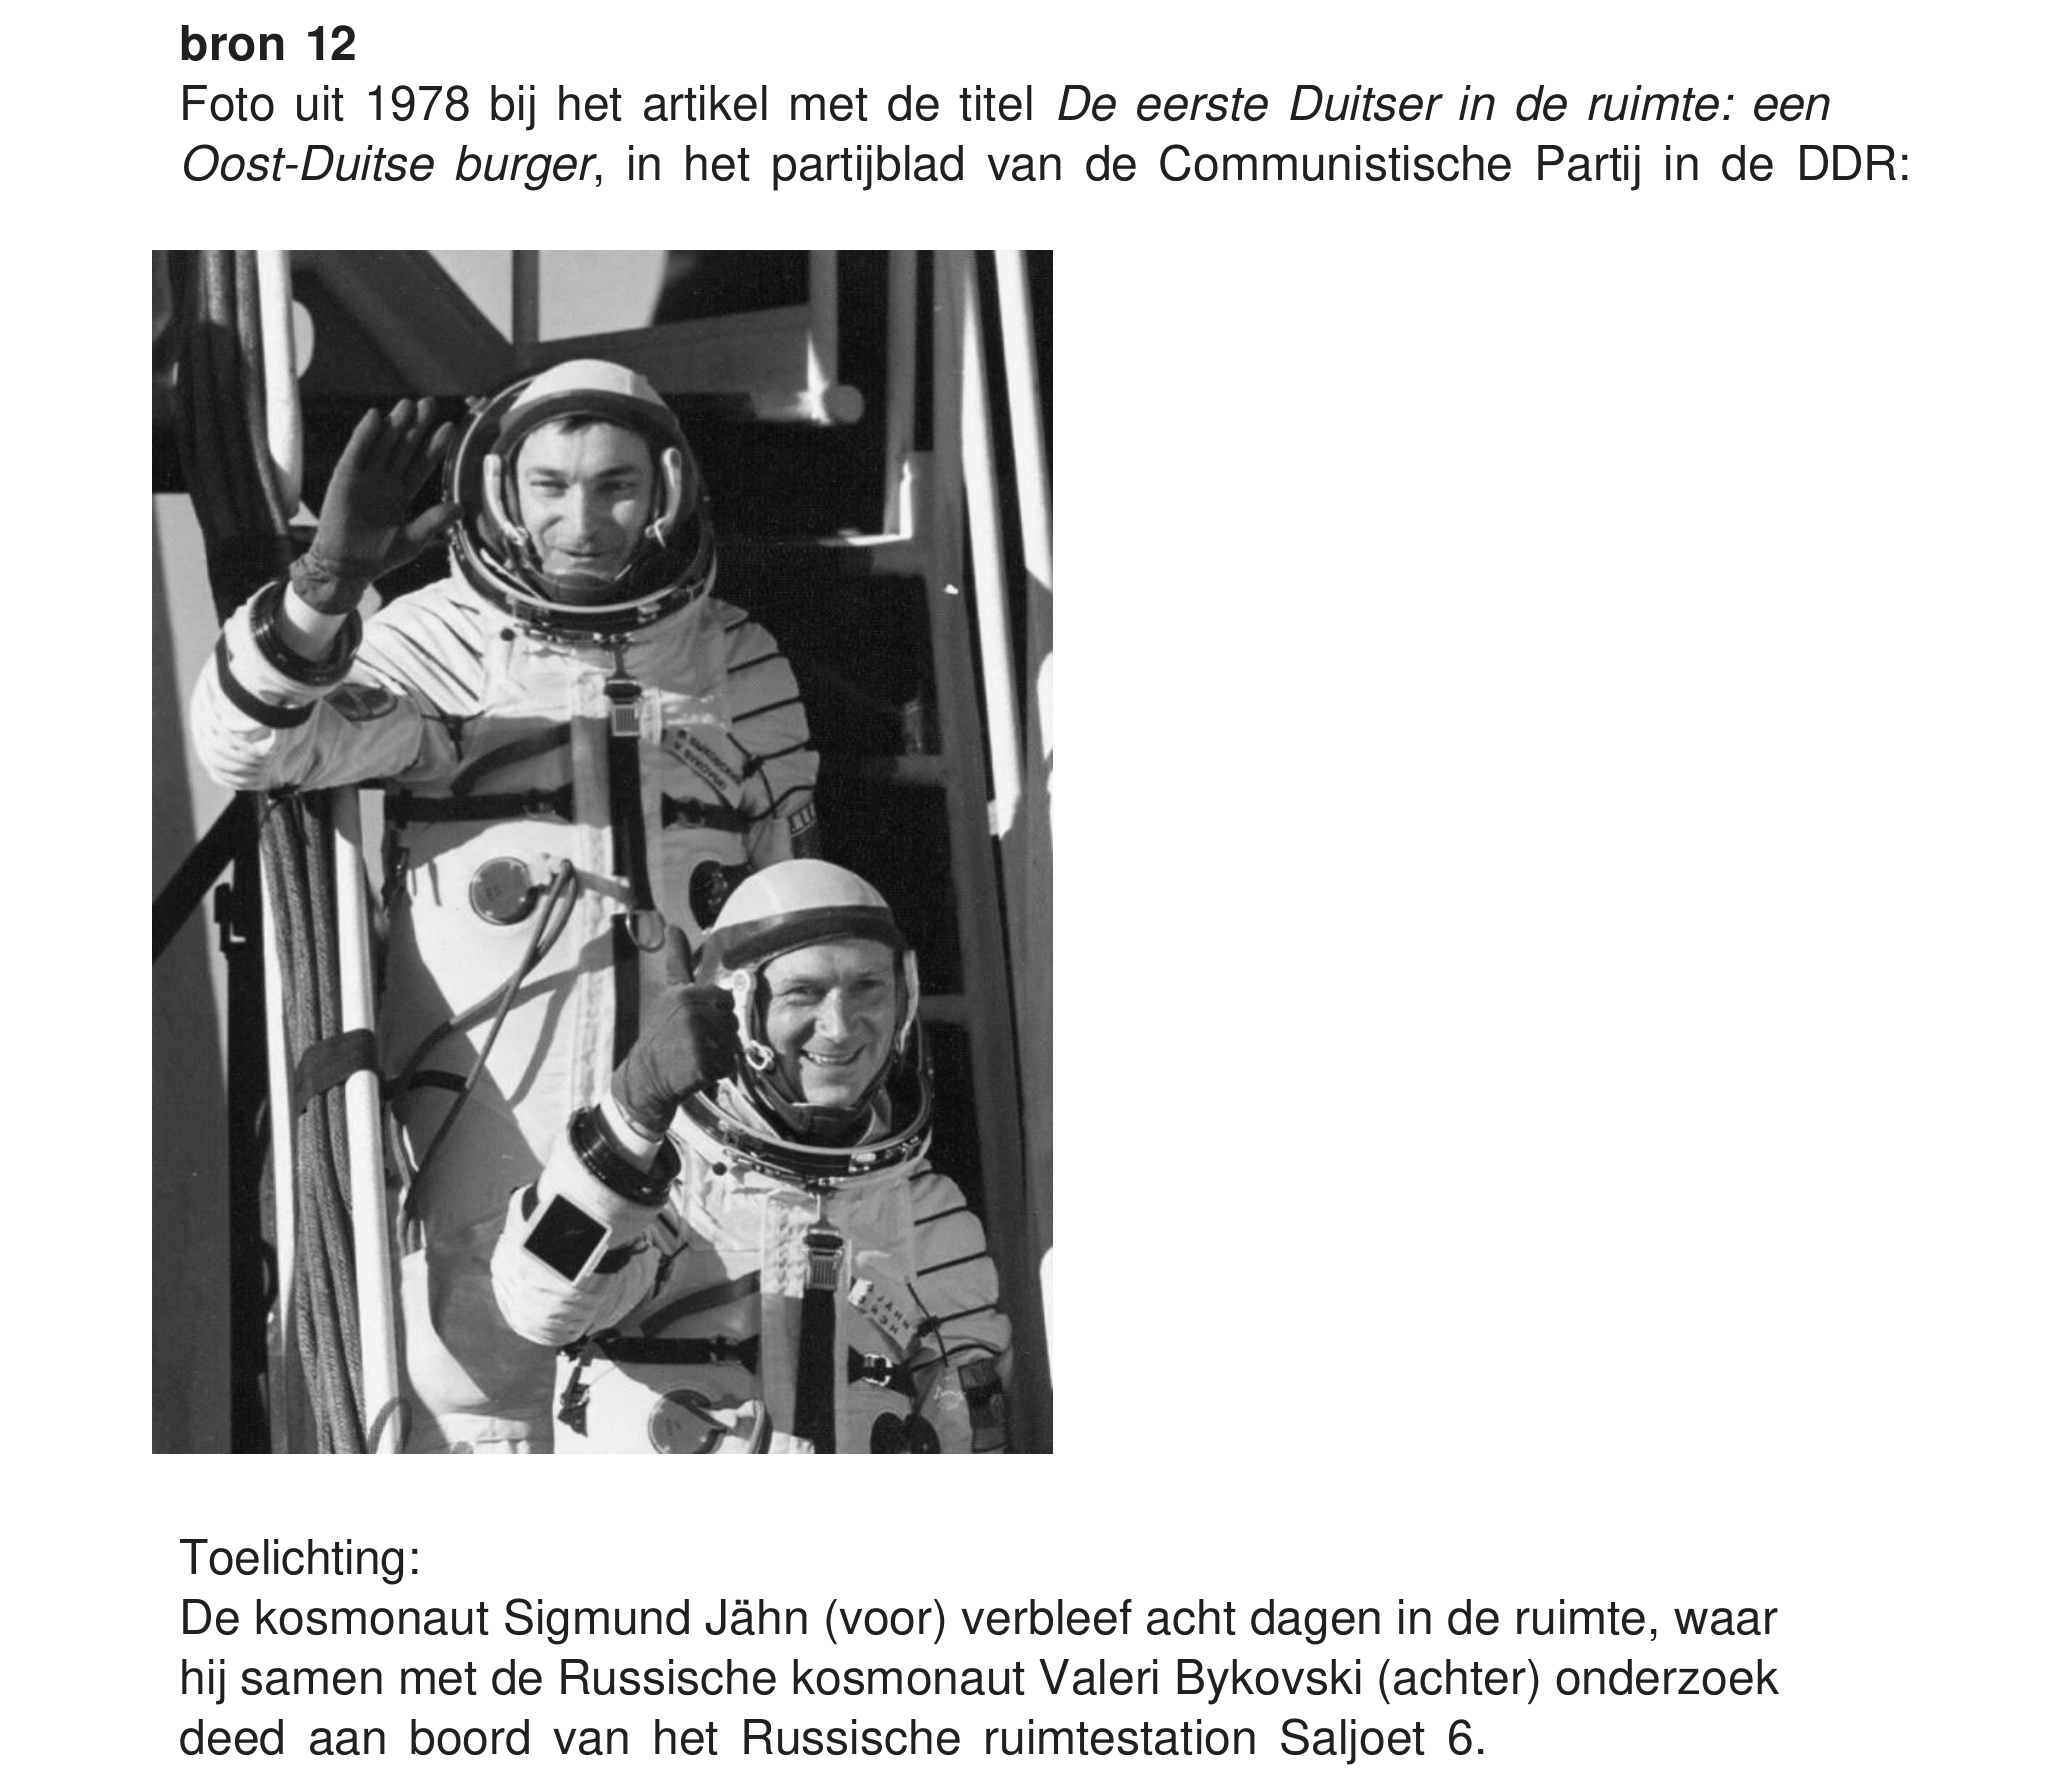 bron 12
Foto uit 1978 bij het artikel met de titel De eerste Duitser in de ruimte: een
Oost-Duitse burger, in het partijblad van de Communistische Partij in de DDR:
JÄHN
Toelichting:
De kosmonaut Sigmund Jähn (voor) verbleef acht dagen in de ruimte, waar
hij samen met de Russische kosmonaut Valeri Bykovski (achter) onderzoek
deed aan boord van het Russische ruimtestation Saljoet 6.